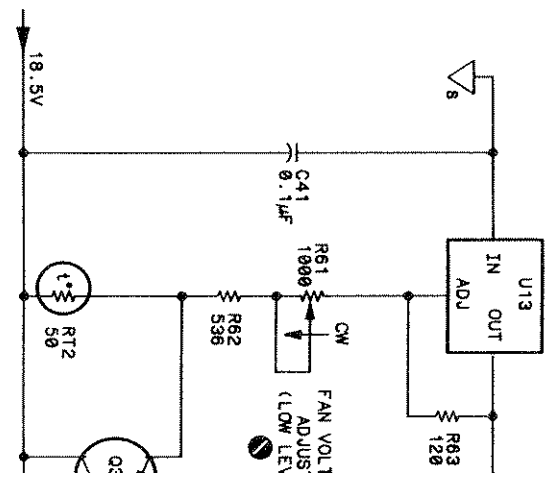 18.5V
8
C41
0.1µF
R61
1000
IN
U13
ADJ
OUT
t°
RT2
50
R62
536
CW
FAN VOLT
ADJUS
(LOW LEV
R63
120
Q3